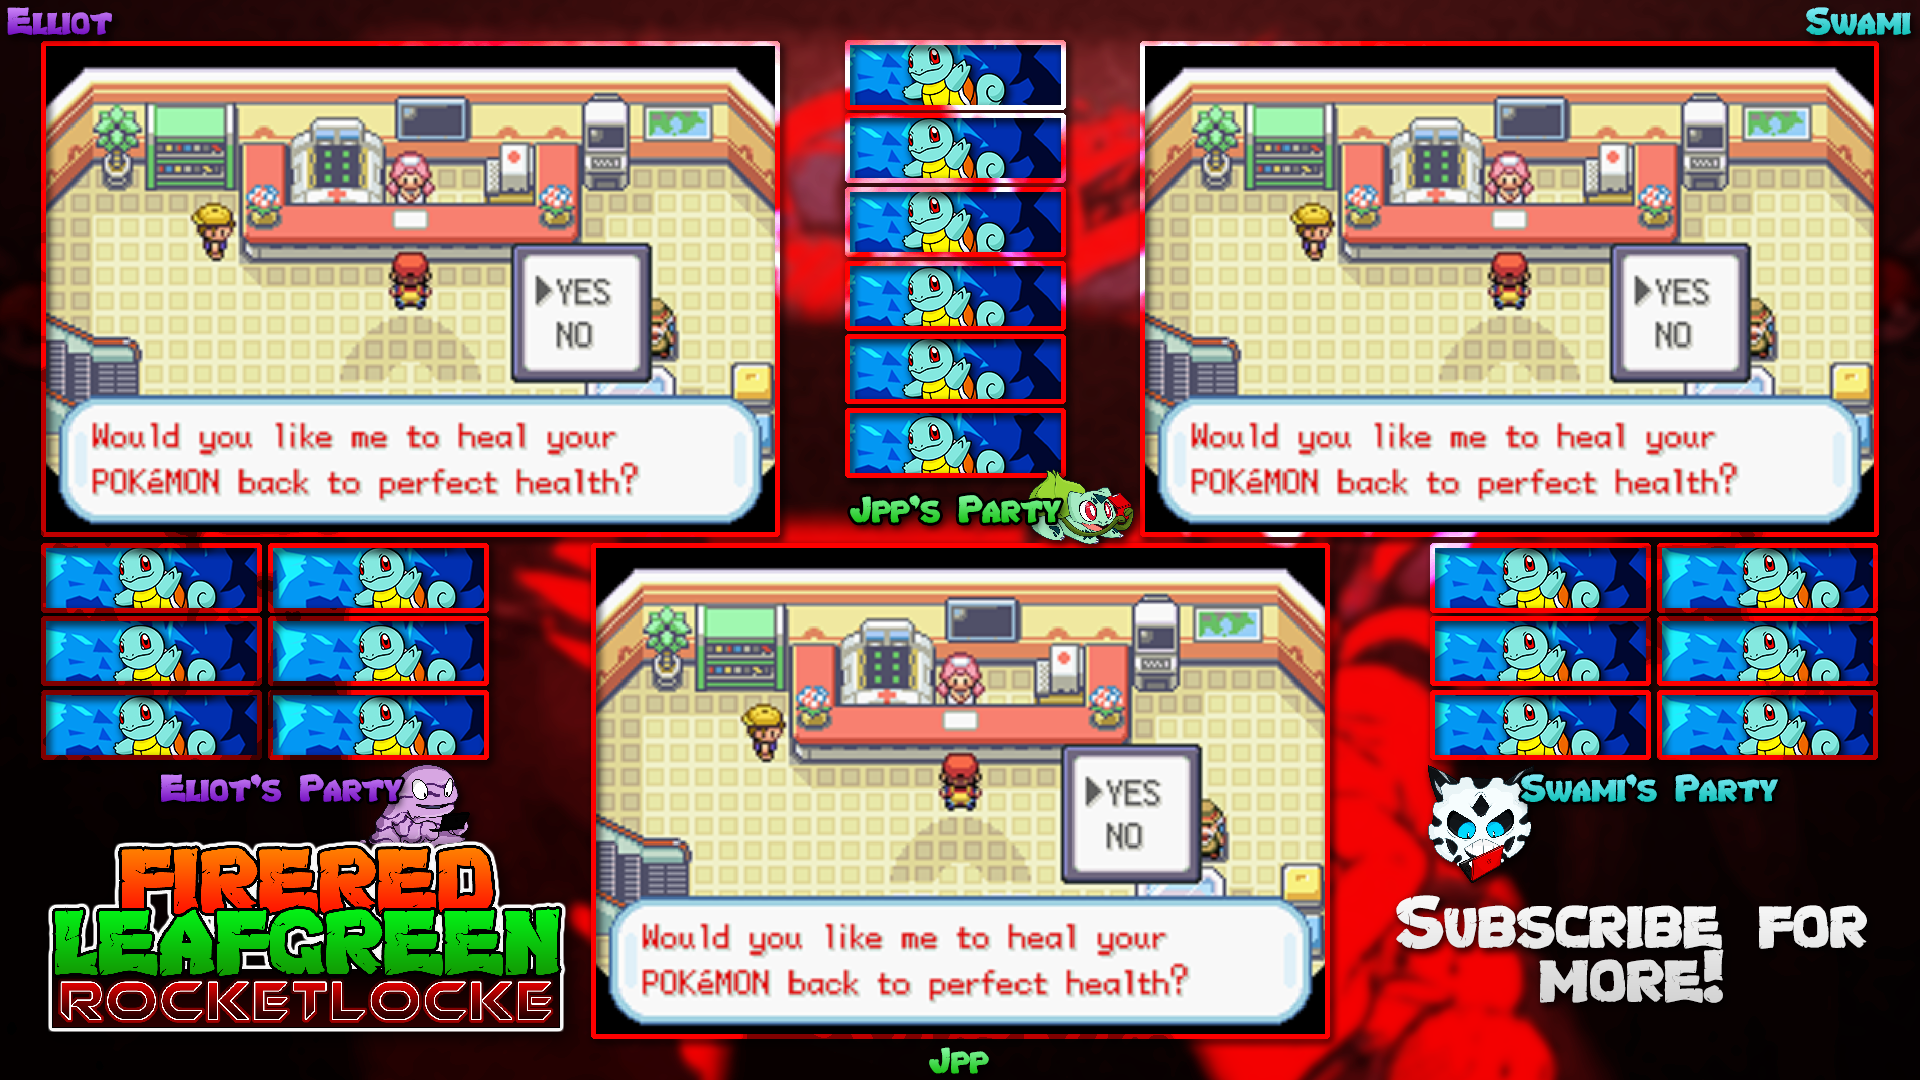 Elliot
Swami
YES
NO
Would you like me to heal your
POKéMON back to perfect health?
Jpp's Party
YES
NO
Would you like me to heal your
POKéMON back to perfect health?
Eliot's Party
FIRERED
LEAFGREEN
ROCKETLOCKE
YES
NO
Would you like me to heal your
POKéMON back to perfect health?
Jpp
Swami's Party
Subscribe for
more!